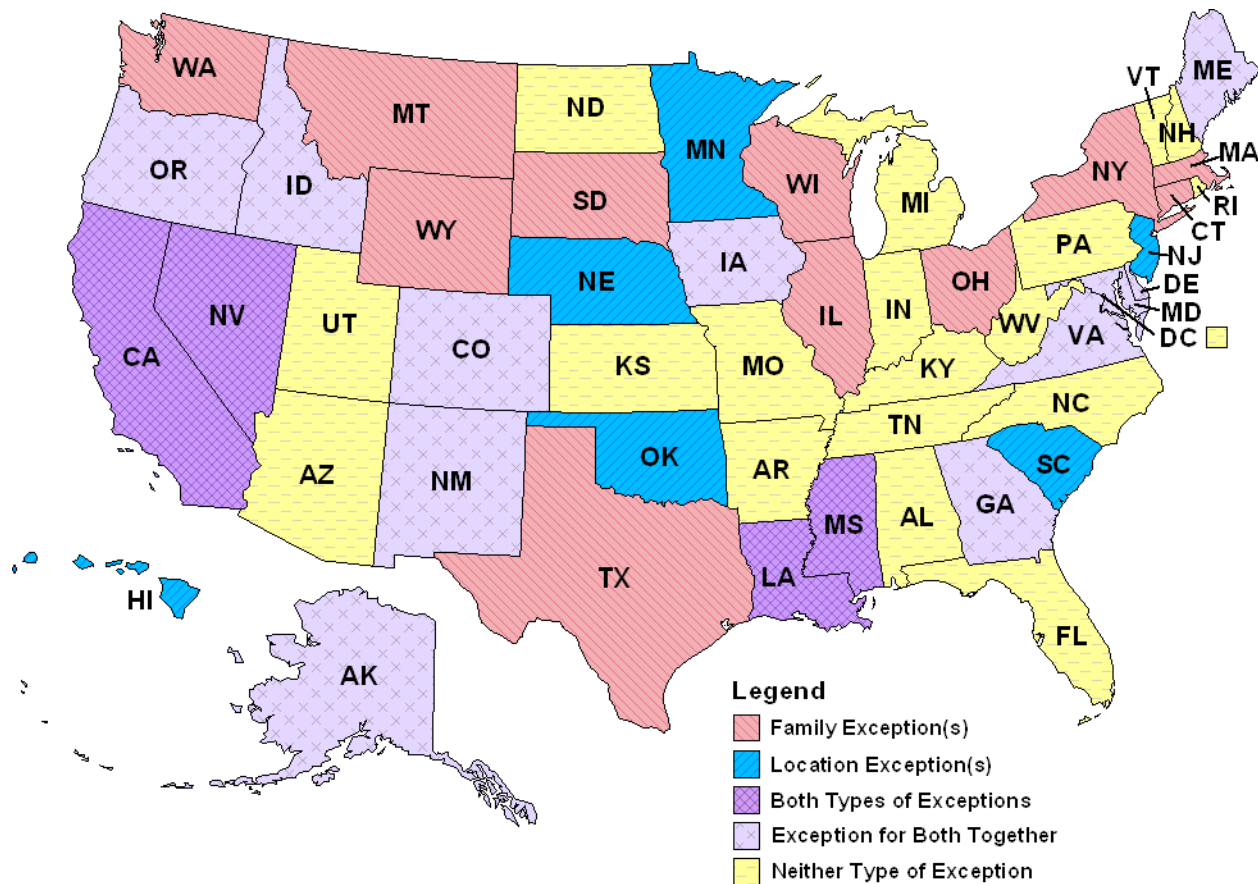 WA
MT
ND
MN
VT
ME
NH
MA
OR
ID
WY
SD
WI
MI
NY
RI
CT
IA
PA
NJ
NE
OH
DE
NV
UT
CO
IL
IN
WV
MD
VA
DC
CA
KS
MO
KY
NC
TN
AZ
NM
OK
AR
SC
MS
AL
GA
TX
LA
HI
FL
AK
Legend
Family Exception(s)
Location Exception(s)
Both Types of Exceptions
Exception for Both Together
Neither Type of Exception